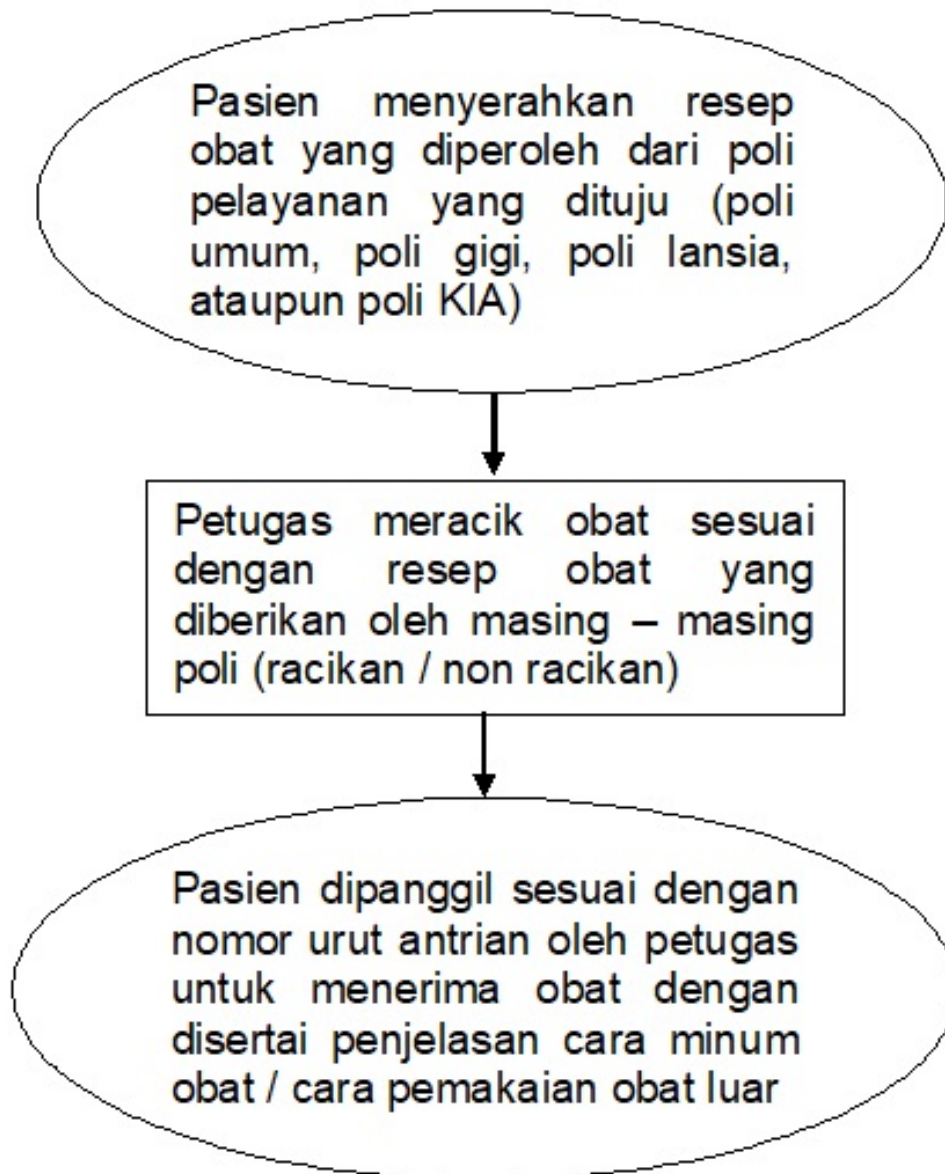 Pasien menyerahkan resep
obat yang diperoleh dari poli
pelayanan yang dituju (poli
umum, poli gigi, poli lansia,
ataupun poli KIA)
Petugas meracik obat sesuai
dengan resep obat yang
diberikan oleh masing – masing
poli (racikan / non racikan)
Pasien dipanggil sesuai dengan
nomor urut antrian oleh petugas
untuk menerima obat dengan
disertai penjelasan cara minum
obat / cara pemakaian obat luar